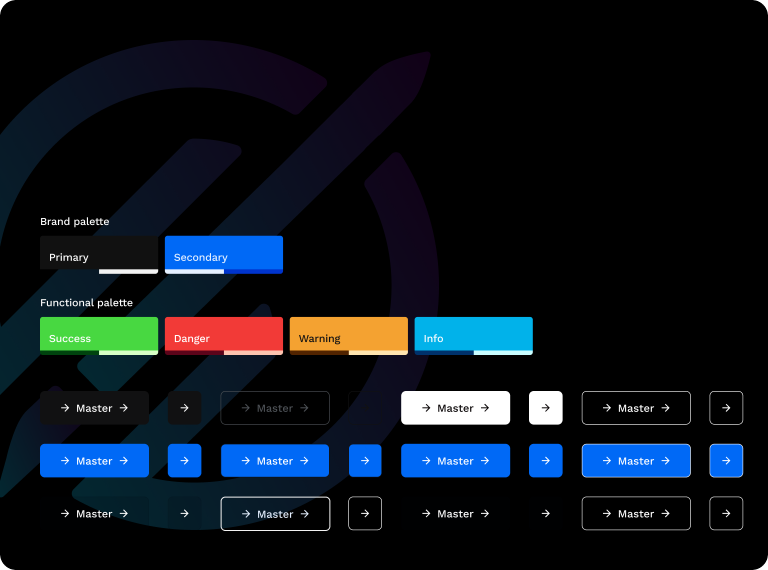 Brand palette
Primary Secondary
Functional palette
Success Danger Warning Info
→ Master → → → Master → → Master → → → Master → →
→ Master → → → Master → → → Master → → → Master → →
→ Master → → → Master → → → Master → → → Master → →